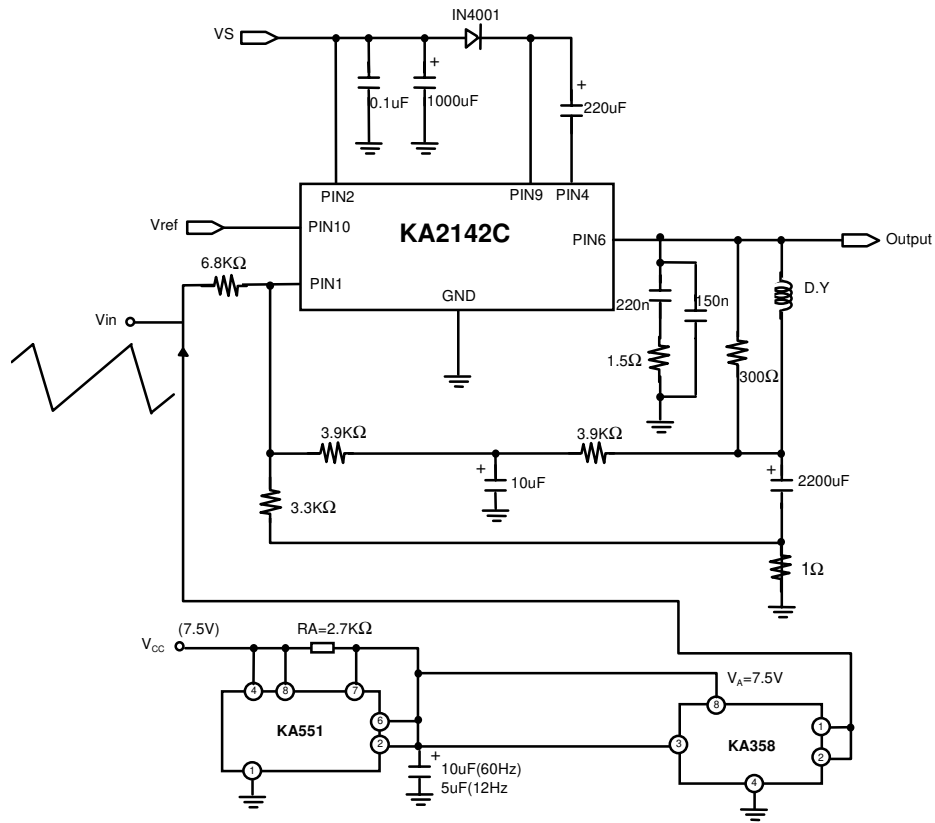 IN4001
VS
+
+
0.1uF
1000uF
220uF
PIN2
PIN9
PIN4
Vref
PIN10
KA2142C
PIN6
Output
6.8KΩ
PIN1
GND
D.Y
220n
150n
Vin
1.5Ω
300Ω
3.9KΩ
3.9KΩ
+
+
10uF
2200uF
3.3KΩ
1Ω
(7.5V)
RA=2.7KΩ
VCC
VA=7.5V
4
8
7
8
KA551
6
2
1
3
KA358
1
2
4
+
10uF(60Hz)
5uF(12Hz